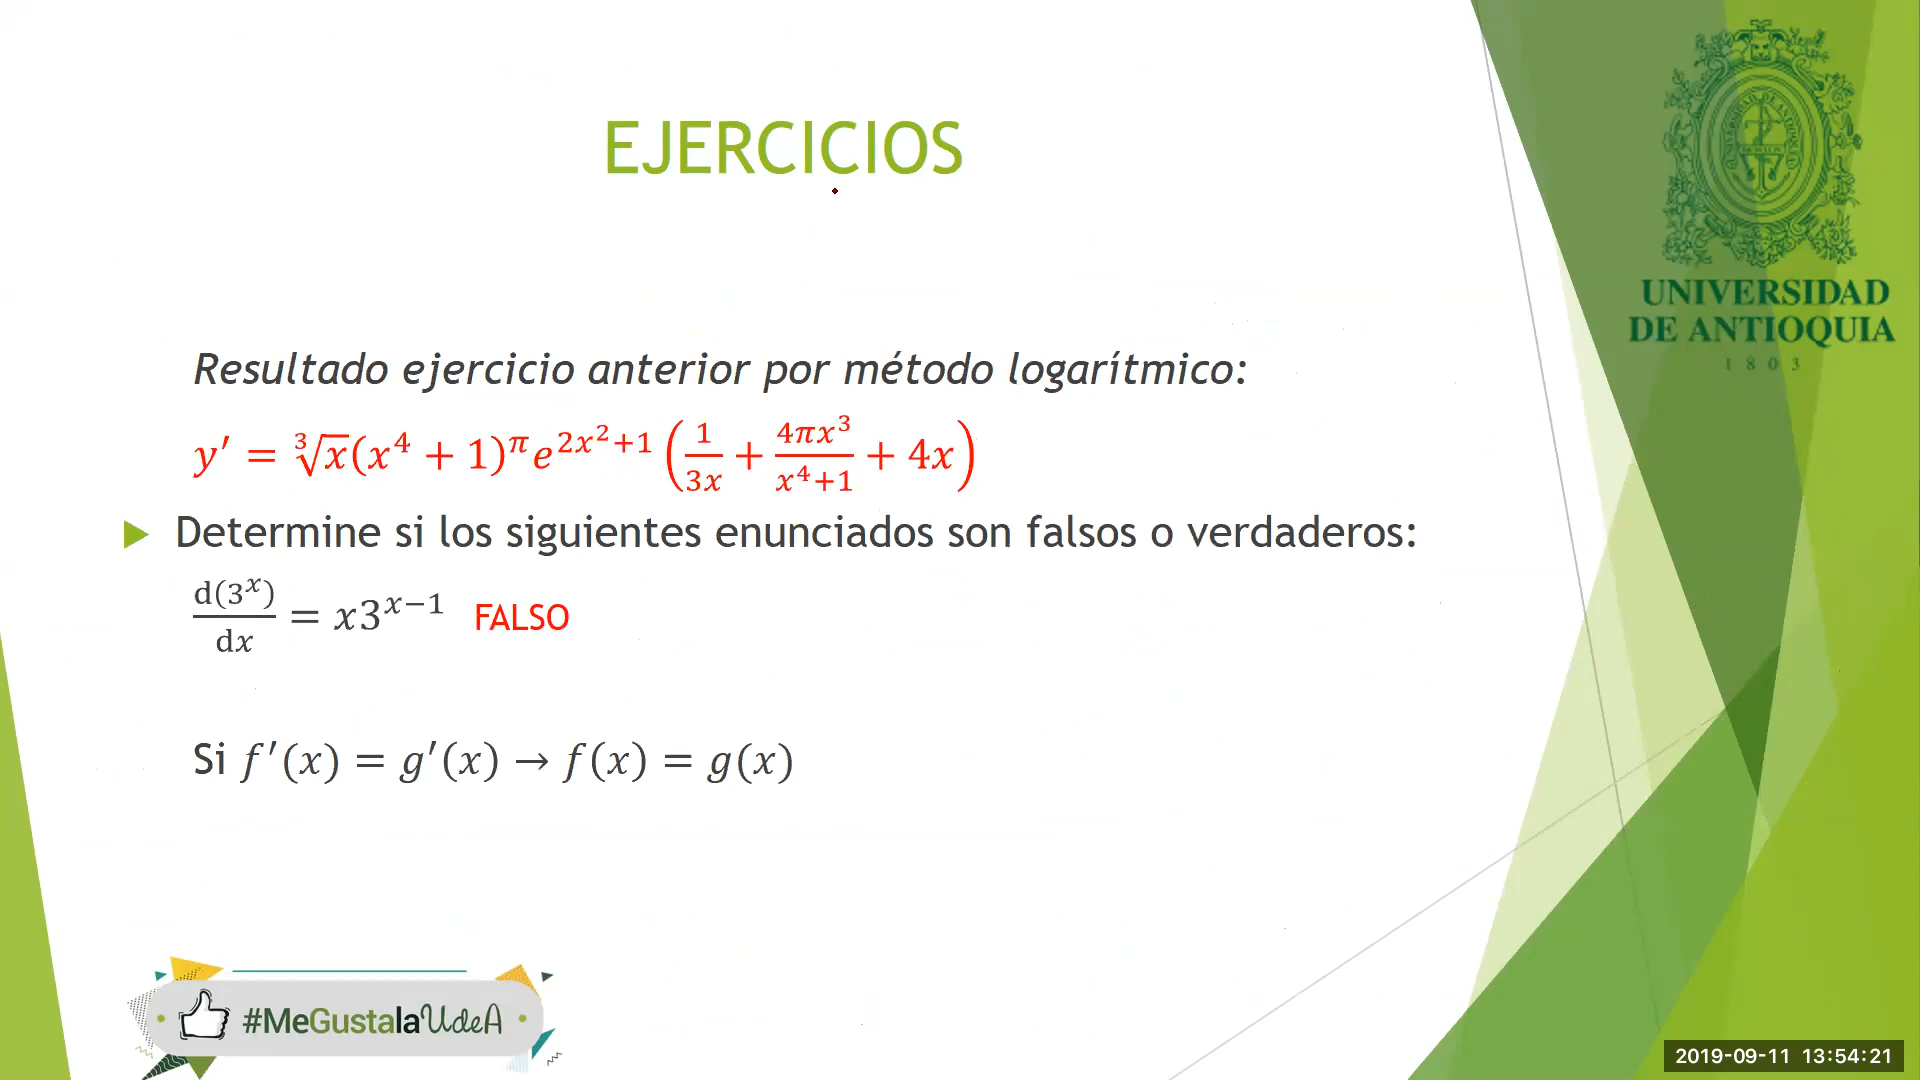 EJERCICIOS
UNIVERSIDAD
DE ANTIOQUIA
1803
Resultado ejercicio anterior por método logarítmico:
y′ = ∛x(x⁴ + 1)^π e^(2x²+1) (1/(3x) + 4πx³/(x⁴+1) + 4x)
Determine si los siguientes enunciados son falsos o verdaderos:
d(3^x)/dx = x3^(x−1) FALSO
Si f′(x) = g′(x) → f(x) = g(x)
#MeGustalaUdeA
2019-09-11 13:54:21